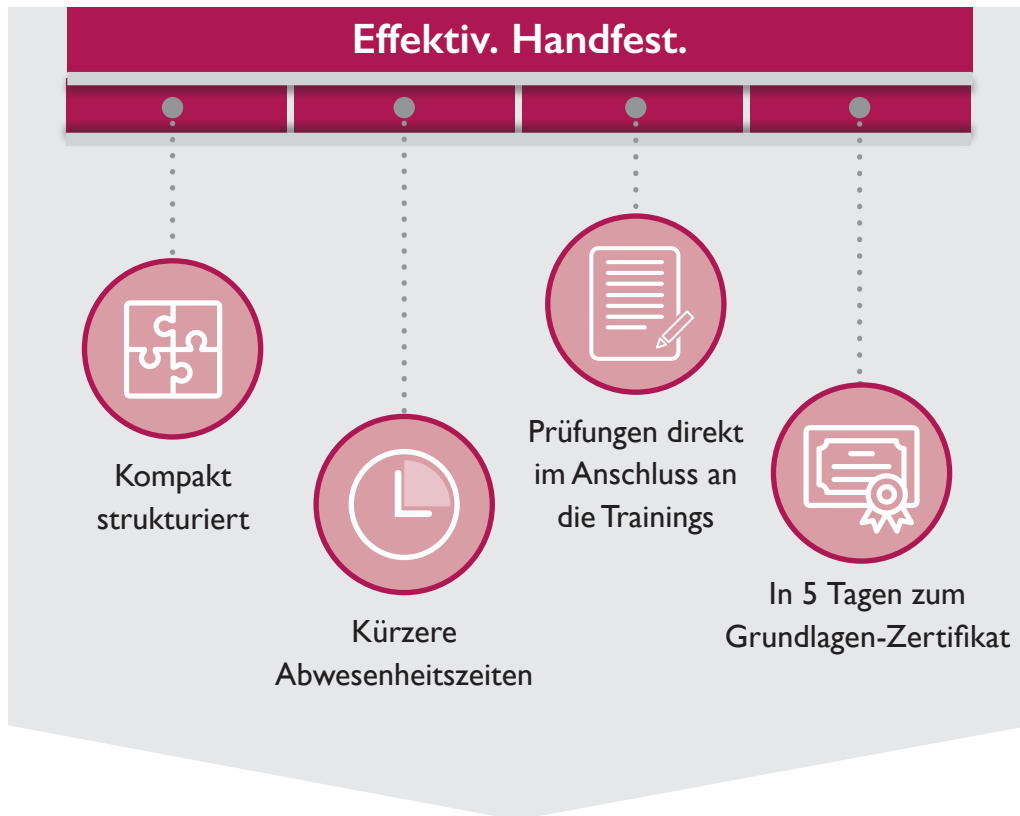 Effektiv. Handfest.
Kompakt
strukturiert
Kürzere
Abwesenheitszeiten
Prüfungen direkt
im Anschluss an
die Trainings
In 5 Tagen zum
Grundlagen-Zertifikat